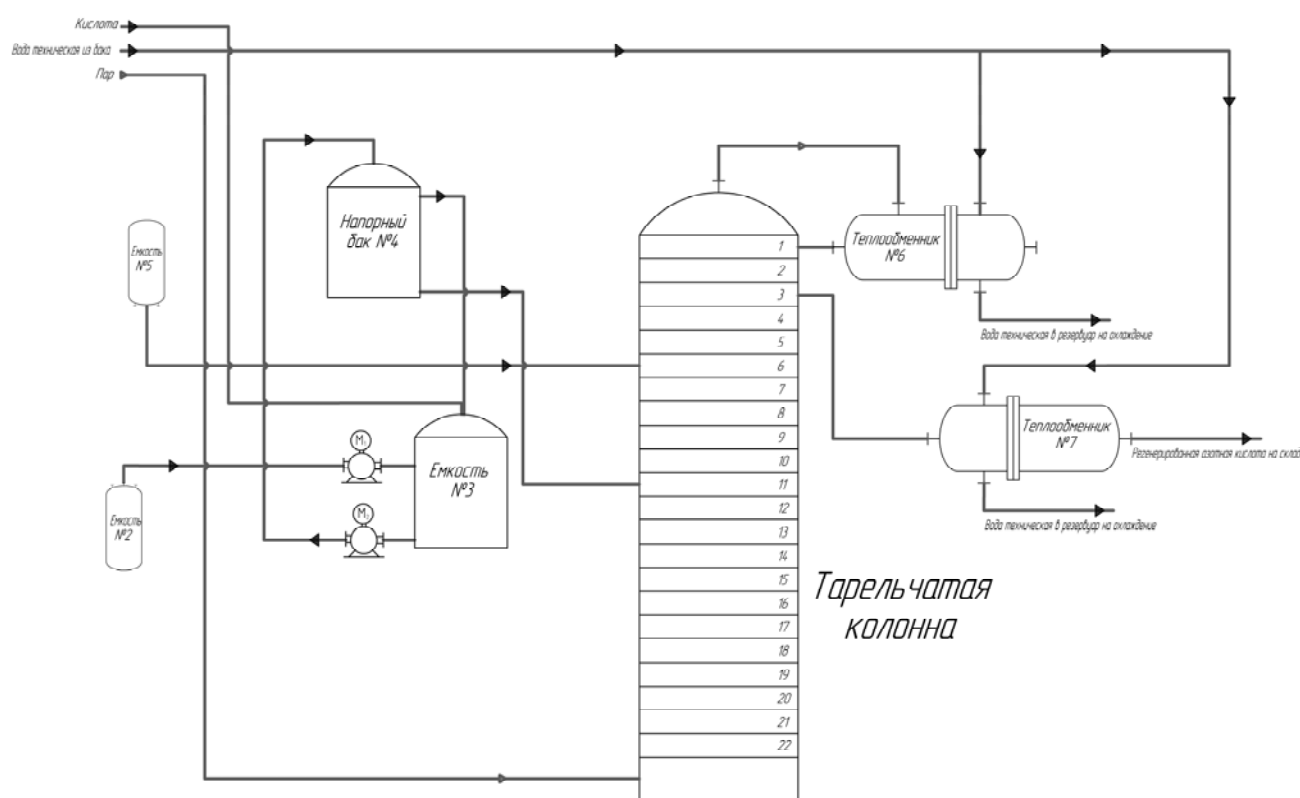 Кислота
Вода техническая из бака
Пар
Напорный
бак №4
Емкость
№5
Теплообменник
№6
Вода техническая в резервуар на охлаждение
Теплообменник
№7
Регенерированная азотная кислота на склад
Вода техническая в резервуар на охлаждение
М₁
Емкость
№3
М₂
Емкость
№2
1
2
3
4
5
6
7
8
9
10
11
12
13
14
15
16
17
18
19
20
21
22
Тарельчатая
колонна